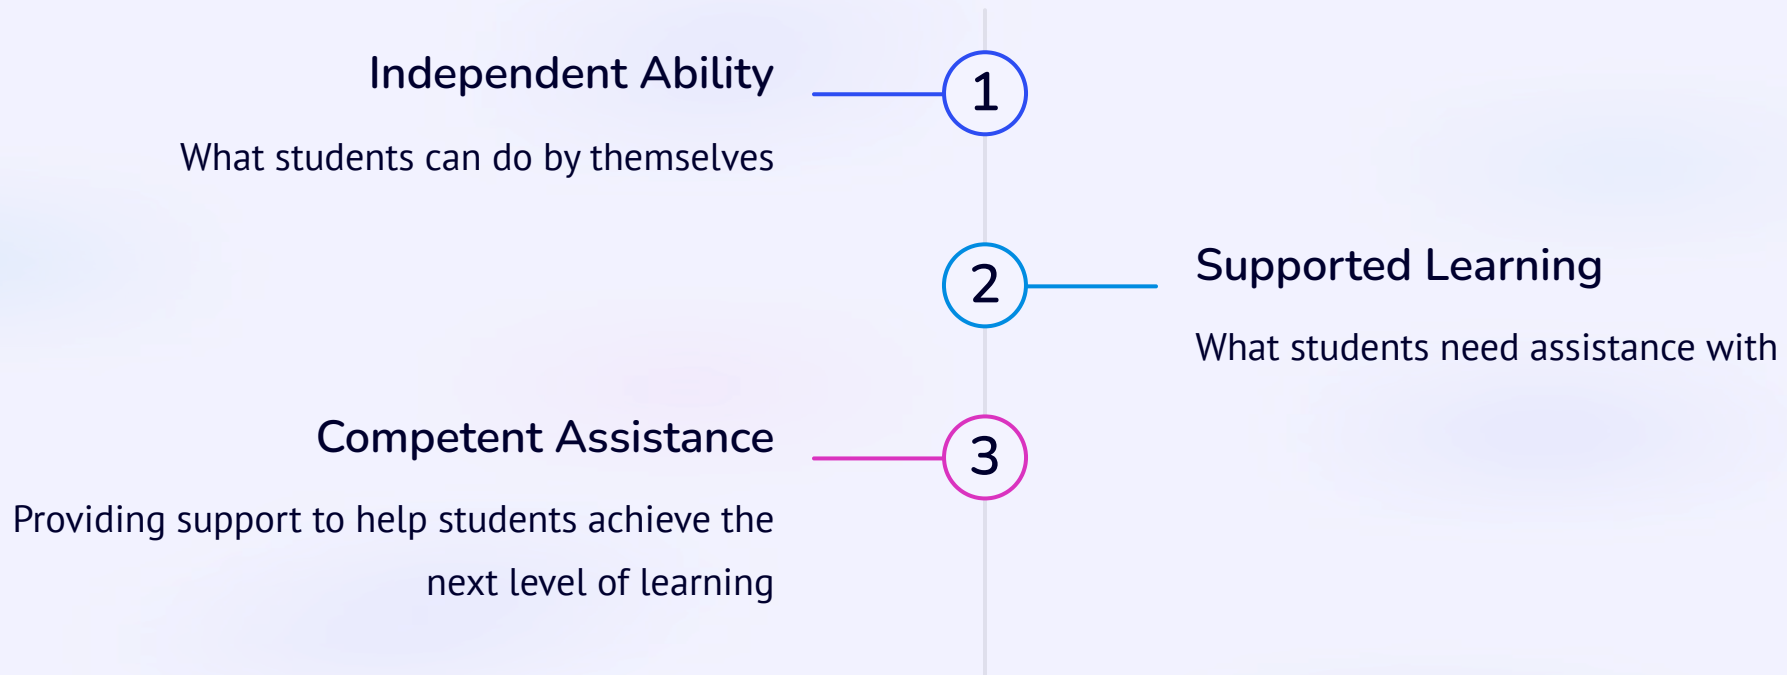 Independent Ability
1
What students can do by themselves
2
Supported Learning
What students need assistance with
Competent Assistance
3
Providing support to help students achieve the
next level of learning